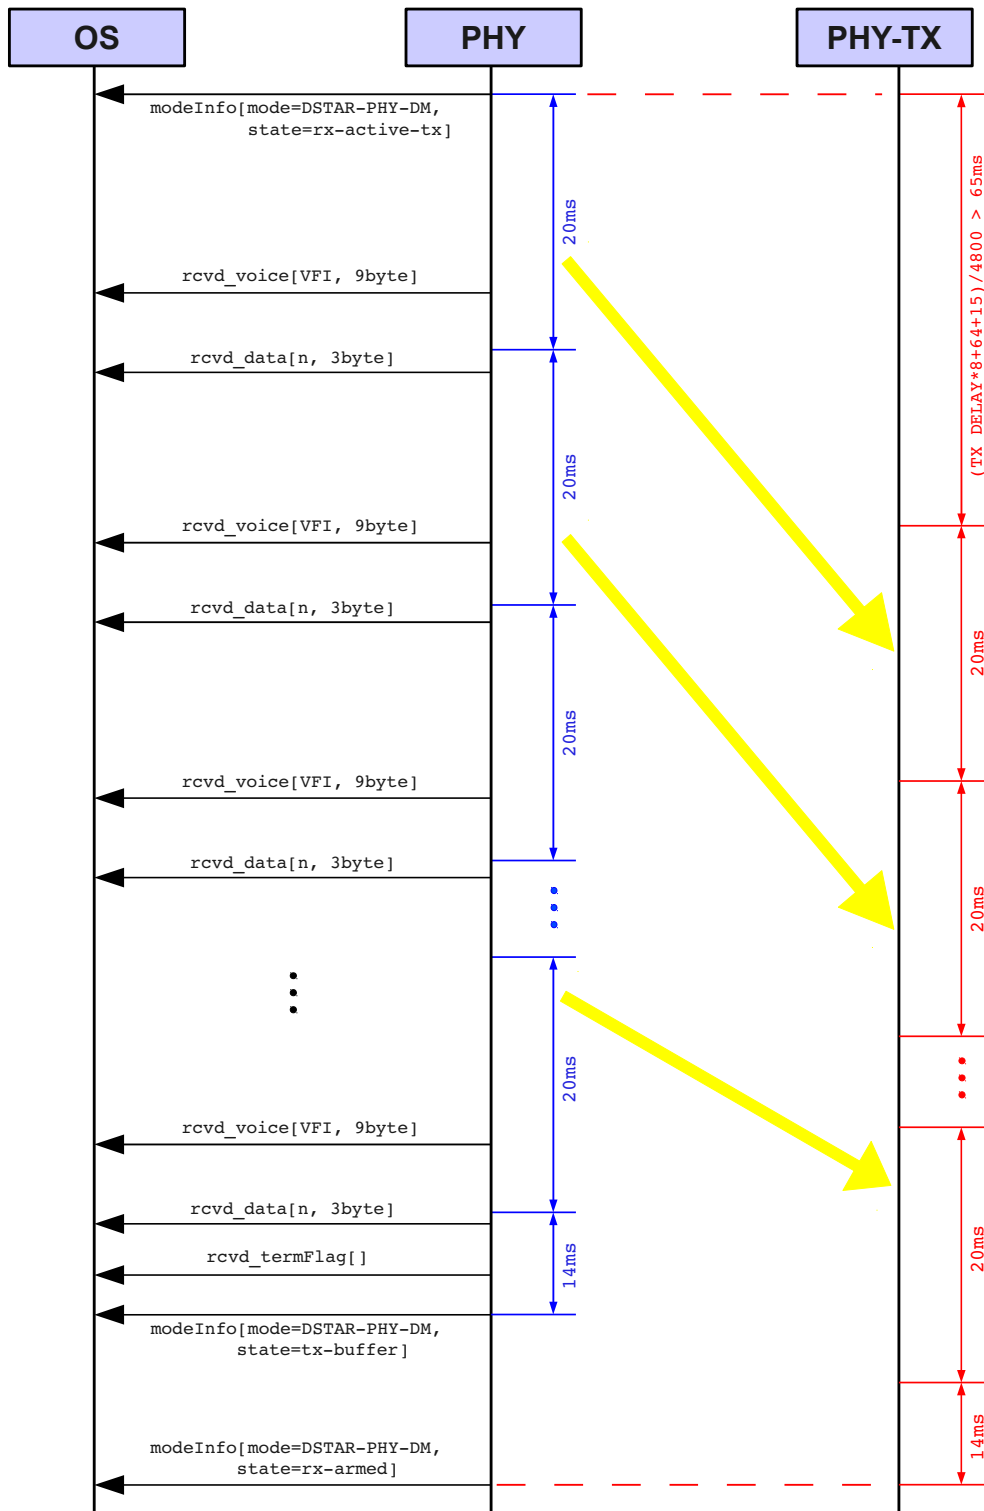 OS
PHY
PHY-TX
modeInfo[mode=DSTAR-PHY-DM,
state=rx-active-tx]
20ms
(TX DELAY*8+64+15)/4800 > 65ms
rcvd_voice[VFI, 9byte]
rcvd_data[n, 3byte]
20ms
rcvd_voice[VFI, 9byte]
rcvd_data[n, 3byte]
20ms
20ms
rcvd_voice[VFI, 9byte]
rcvd_data[n, 3byte]
20ms
20ms
rcvd_voice[VFI, 9byte]
rcvd_data[n, 3byte]
20ms
rcvd_termFlag[]
14ms
modeInfo[mode=DSTAR-PHY-DM,
state=tx-buffer]
14ms
modeInfo[mode=DSTAR-PHY-DM,
state=rx-armed]